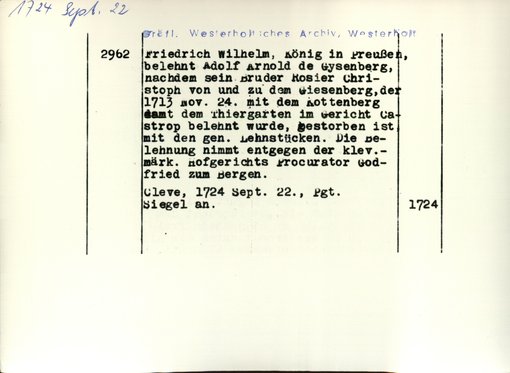 1724 Sept. 22
Gräfl. Westerholtsches Archiv, Westerholt
2962 Friedrich Wilhelm, König in Preußen,
belehnt Adolf Arnold de Gysenberg,
nachdem sein Bruder Rosier Chri-
stoph von und zu dem Giesenberg,der
1713 Nov. 24. mit dem Kottenberg
samt dem Thiergarten im Gericht Ca-
strop belehnt wurde, gestorben ist
mit den gen. Lehnstücken. Die Be-
lehnung nimmt entgegen der klev.-
märk. Hofgerichts Procurator God-
fried zum Bergen.
Cleve, 1724 Sept. 22., Pgt.
Siegel an. 1724